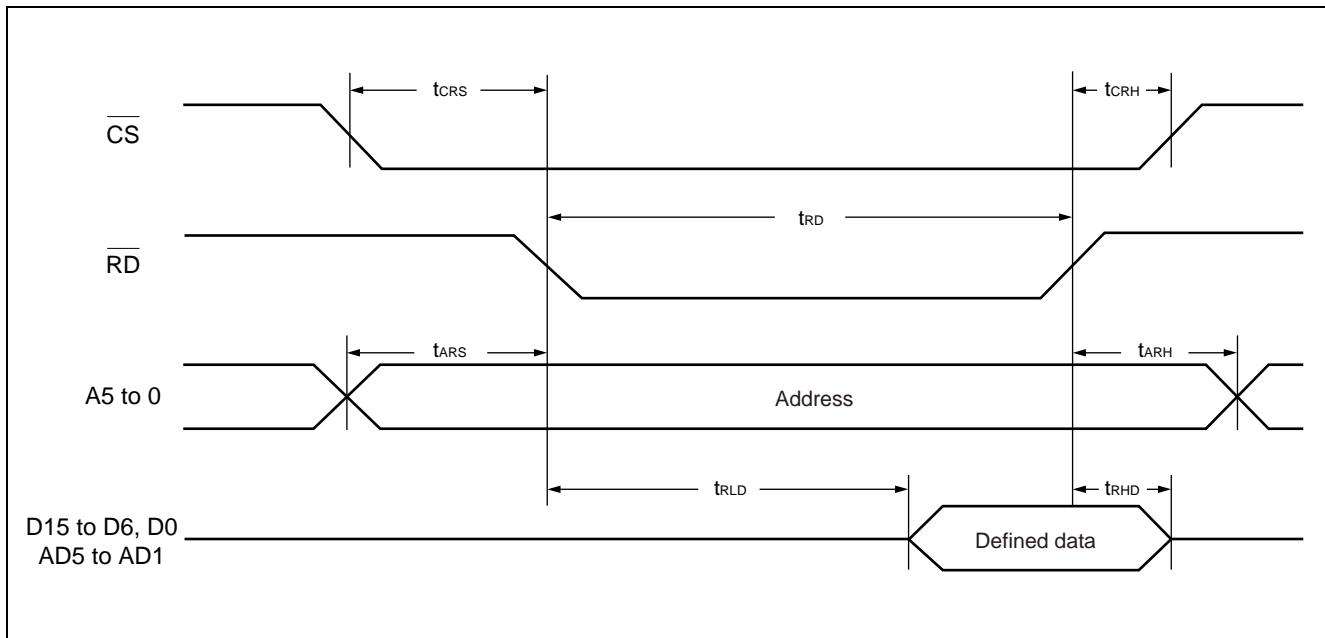 tCRS
tCRH
CS
tRD
RD
tARS
tARH
A5 to 0
Address
tRLD
tRHD
D15 to D6, D0
AD5 to AD1
Defined data